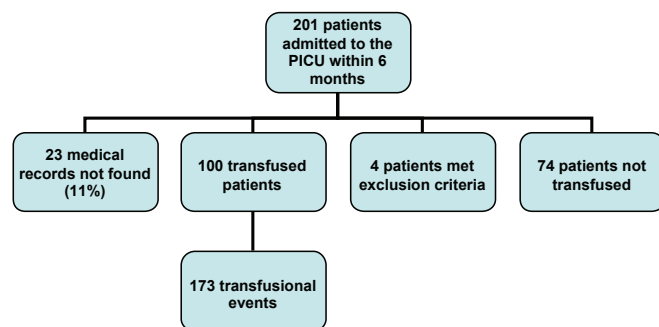 201 patients
admitted to the
PICU within 6
months
23 medical
records not found
(11%)
100 transfused
patients
4 patients met
exclusion criteria
74 patients not
transfused
173 transfusional
events